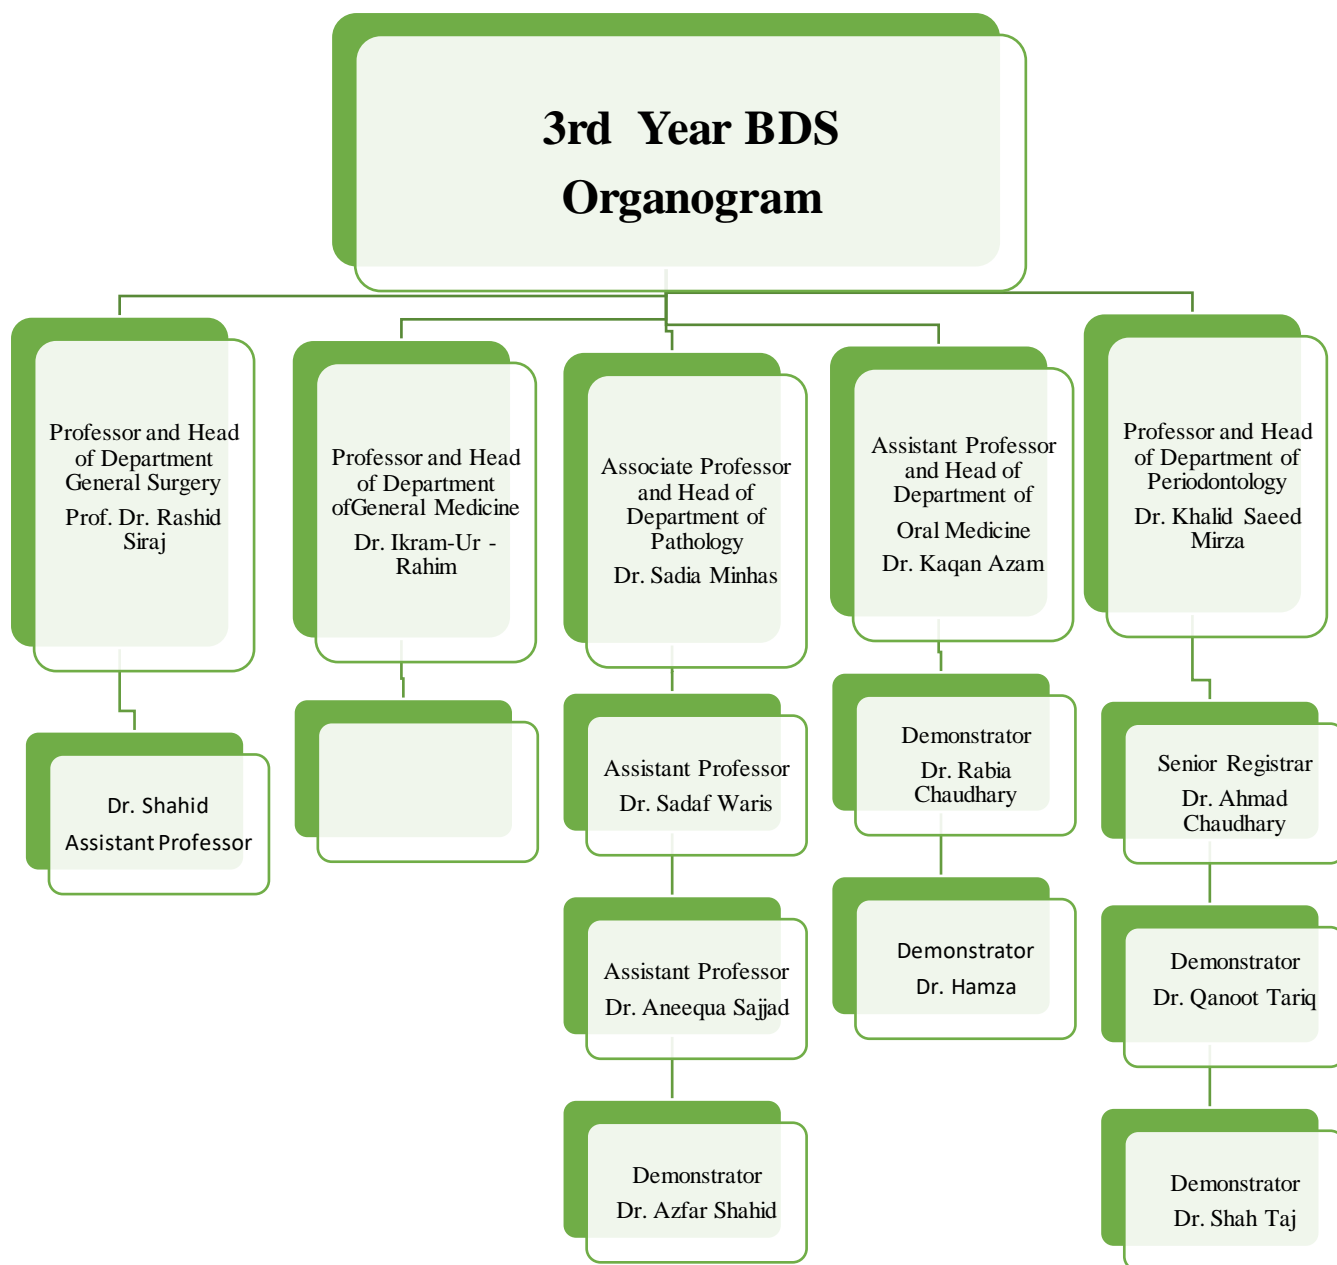 3rd Year BDS
Organogram
Professor and Head
of Department
General Surgery
Prof. Dr. Rashid
Siraj
Dr. Shahid
Assistant Professor
Professor and Head
of Department
ofGeneral Medicine
Dr. Ikram-Ur -
Rahim
Associate Professor
and Head of
Department of
Pathology
Dr. Sadia Minhas
Assistant Professor
Dr. Sadaf Waris
Assistant Professor
Dr. Aneequa Sajjad
Demonstrator
Dr. Azfar Shahid
Assistant Professor
and Head of
Department of
Oral Medicine
Dr. Kaqan Azam
Demonstrator
Dr. Rabia
Chaudhary
Demonstrator
Dr. Hamza
Professor and Head
of Department of
Periodontology
Dr. Khalid Saeed
Mirza
Senior Registrar
Dr. Ahmad
Chaudhary
Demonstrator
Dr. Qanoot Tariq
Demonstrator
Dr. Shah Taj